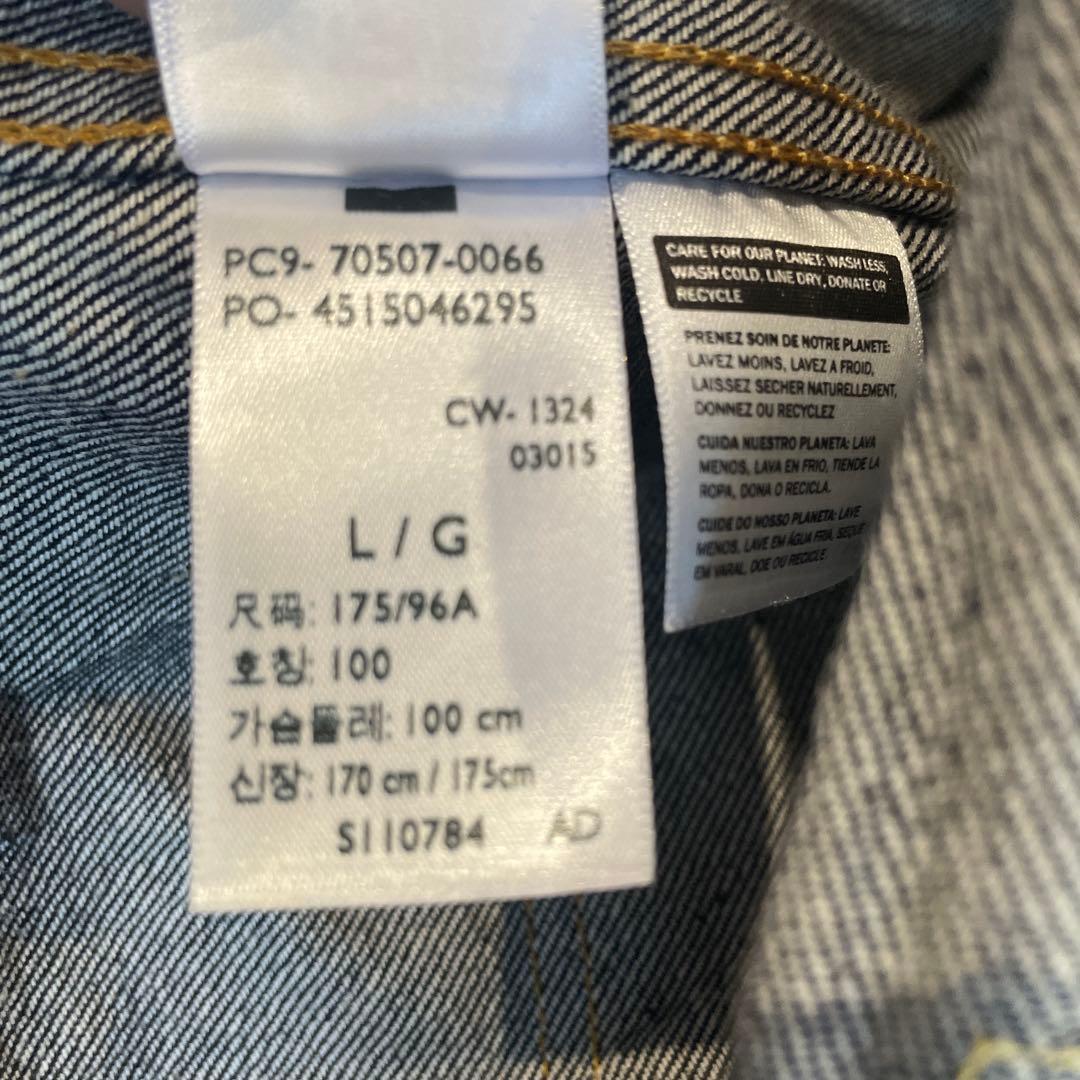 PC9- 70507-0066
PO- 4515046295
CW- 1324
03015
L / G
尺码: 175/96A
호칭: 100
가슴둘레: 100 cm
신장: 170 cm / 175cm
S110784 AD
CARE FOR OUR PLANET: WASH LESS,
WASH COLD, LINE DRY, DONATE OR
RECYCLE
PRENEZ SOIN DE NOTRE PLANETE:
LAVEZ MOINS, LAVEZ A FROID,
LAISSEZ SECHER NATURELLEMENT,
DONNEZ OU RECYCLEZ
CUIDA NUESTRO PLANETA: LAVA
MENOS, LAVA EN FRIO, TIENDE LA
ROPA, DONA O RECICLA.
CUIDE DO NOSSO PLANETA: LAVE
MENOS, LAVE EM ÁGUA FRIA, SEQUE
EM VARAL, DOE OU RECICLE